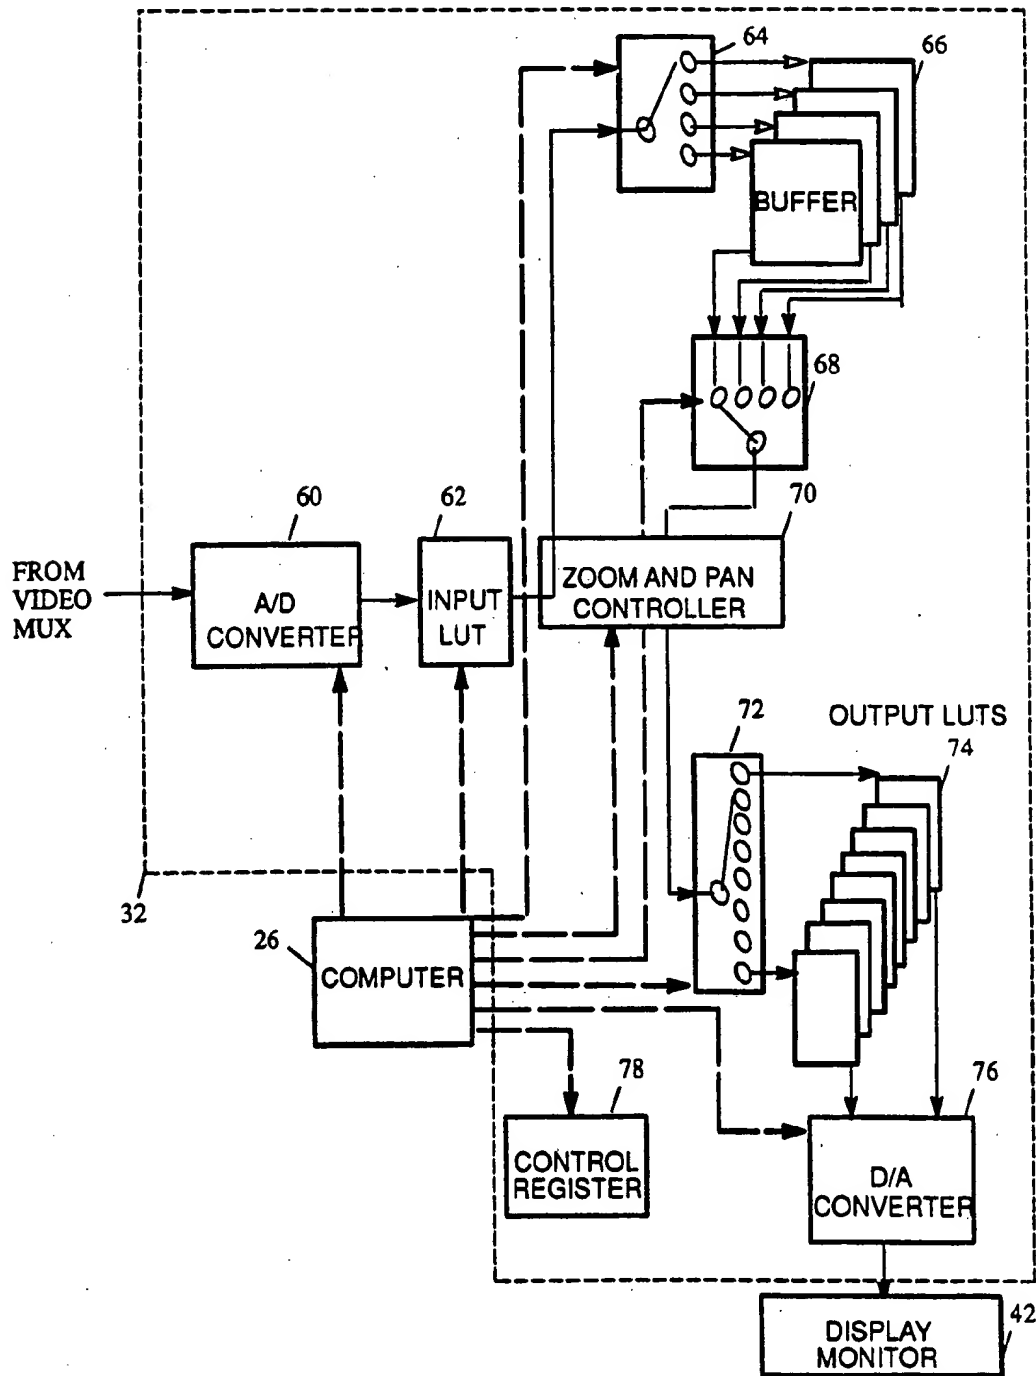 64
66
BUFFER
68
60
62
70
FROM
VIDEO
MUX
A/D
CONVERTER
INPUT
LUT
ZOOM AND PAN
CONTROLLER
72
OUTPUT LUTS
74
32
26
COMPUTER
78
76
CONTROL
REGISTER
D/A
CONVERTER
42
DISPLAY
MONITOR